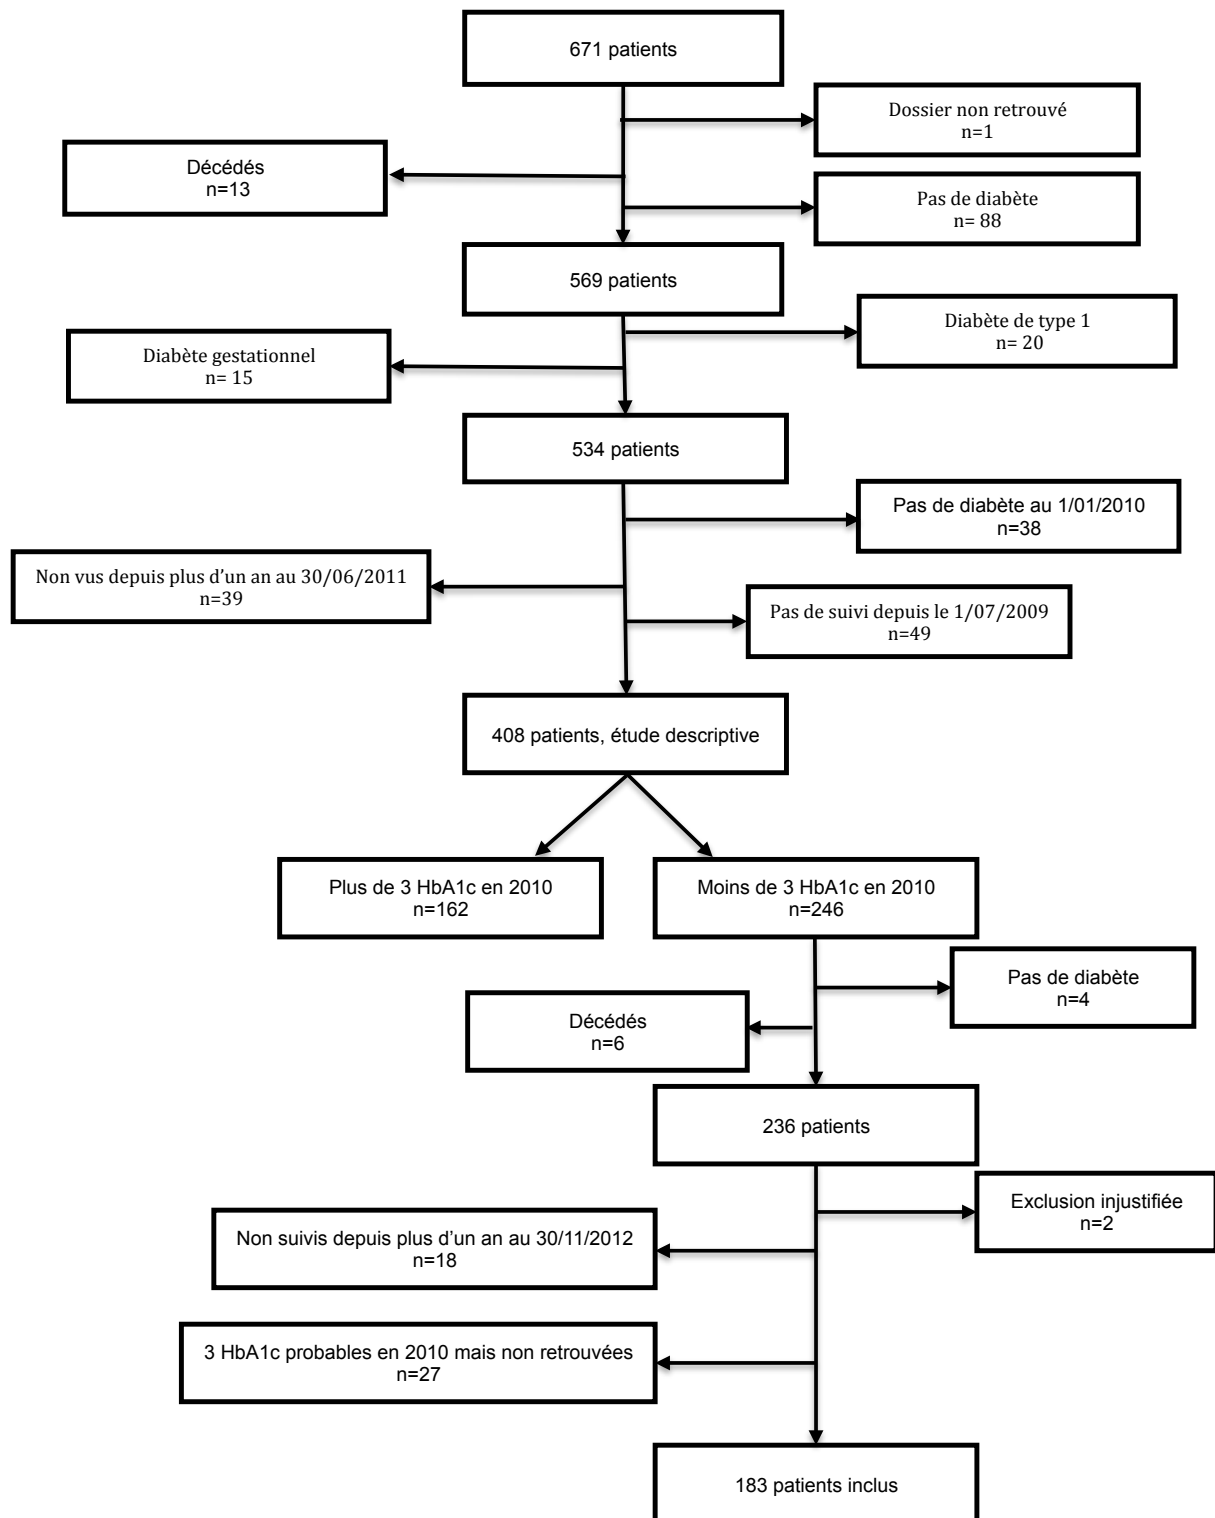 671 patients
Dossier non retrouvé
n=1
Décédés
n=13
Pas de diabète
n= 88
569 patients
Diabète de type 1
n= 20
Diabète gestationnel
n= 15
534 patients
Pas de diabète au 1/01/2010
n=38
Non vus depuis plus d’un an au 30/06/2011
n=39
Pas de suivi depuis le 1/07/2009
n=49
408 patients, étude descriptive
Plus de 3 HbA1c en 2010
n=162
Moins de 3 HbA1c en 2010
n=246
Pas de diabète
n=4
Décédés
n=6
236 patients
Exclusion injustifiée
n=2
Non suivis depuis plus d’un an au 30/11/2012
n=18
3 HbA1c probables en 2010 mais non retrouvées
n=27
183 patients inclus